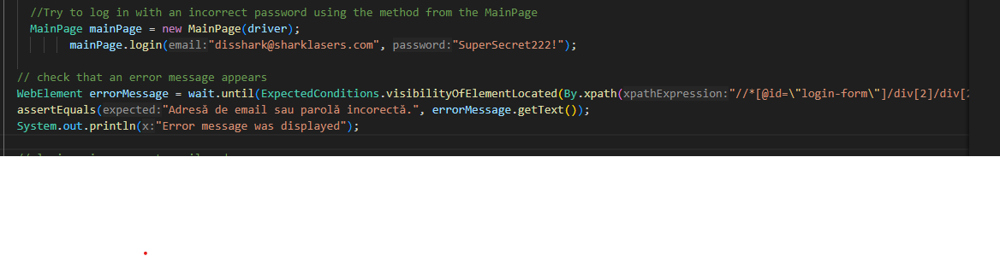 //Try to log in with an incorrect password using the method from the MainPage
MainPage mainPage = new MainPage(driver);
mainPage.login(email:"disshark@sharklasers.com", password:"SuperSecret222!");
// check that an error message appears
WebElement errorMessage = wait.until(ExpectedConditions.visibilityOfElementLocated(By.xpath(xpathExpression:"//*[@id=\"login-form\"]/div[2]/div[2
assertEquals(expected:"Adresă de email sau parolă incorectă.", errorMessage.getText());
System.out.println(x:"Error message was displayed");